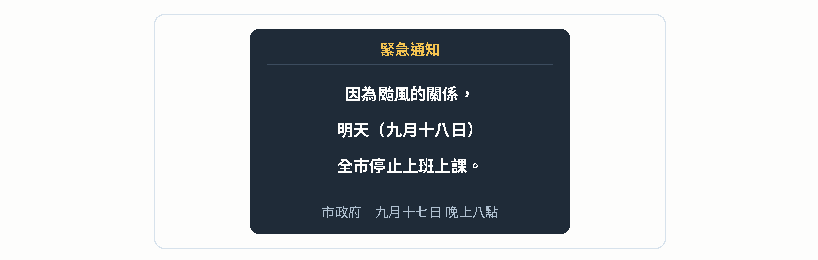 緊急通知
因為颱風的關係，
明天（九月十八日）
全市停止上班上課。
市政府　九月十七日 晚上八點